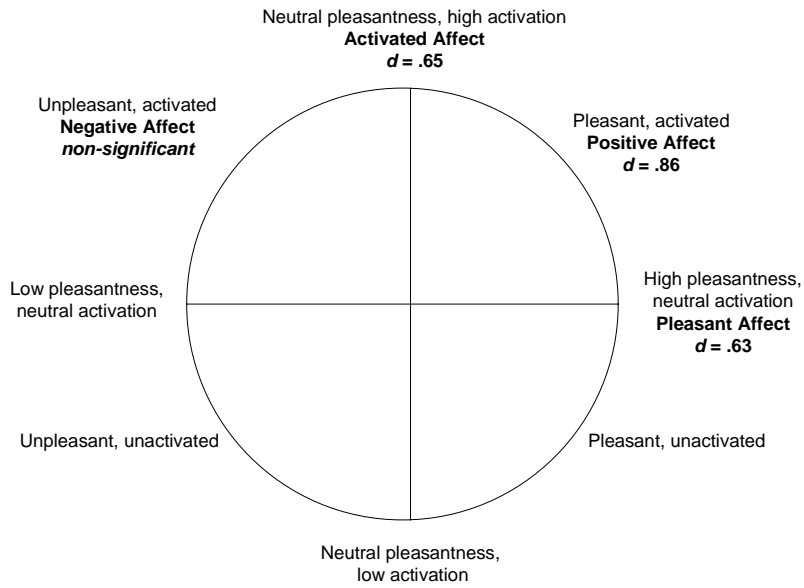 Neutral pleasantness, high activation
Activated Affect
d = .65
Unpleasant, activated
Negative Affect
non-significant
Pleasant, activated
Positive Affect
d = .86
Low pleasantness,
neutral activation
High pleasantness,
neutral activation
Pleasant Affect
d = .63
Unpleasant, unactivated
Pleasant, unactivated
Neutral pleasantness,
low activation